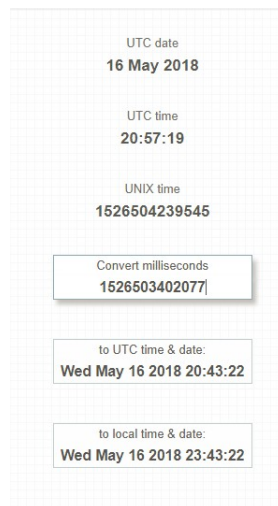 UTC date
16 May 2018
UTC time
20:57:19
UNIX time
1526504239545
Convert milliseconds
1526503402077
to UTC time & date:
Wed May 16 2018 20:43:22
to local time & date:
Wed May 16 2018 23:43:22